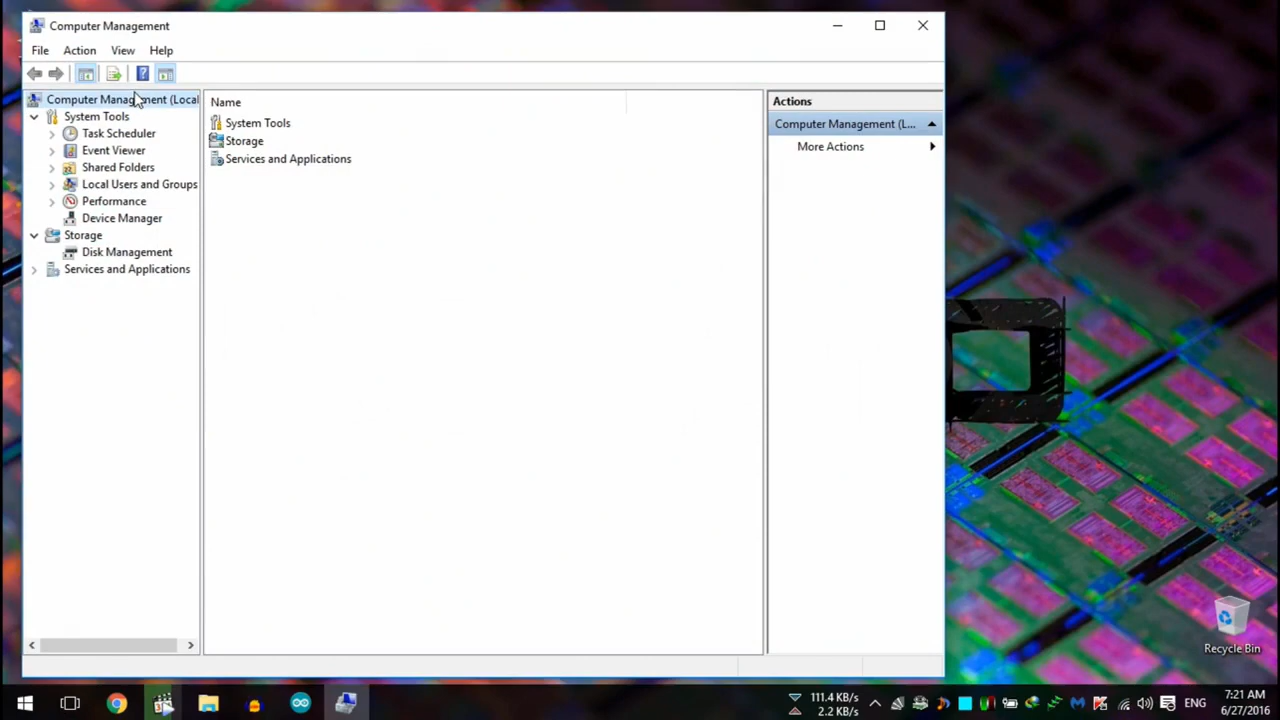 Computer Management
File Action View Help
Computer Management (Local
System Tools
Task Scheduler
Event Viewer
Shared Folders
Local Users and Groups
Performance
Device Manager
Storage
Disk Management
Services and Applications
Name
System Tools
Storage
Services and Applications
Actions
Computer Management (L...
More Actions
Recycle Bin
111.4 KB/s
2.2 KB/s
ENG
7:21 AM
6/27/2016